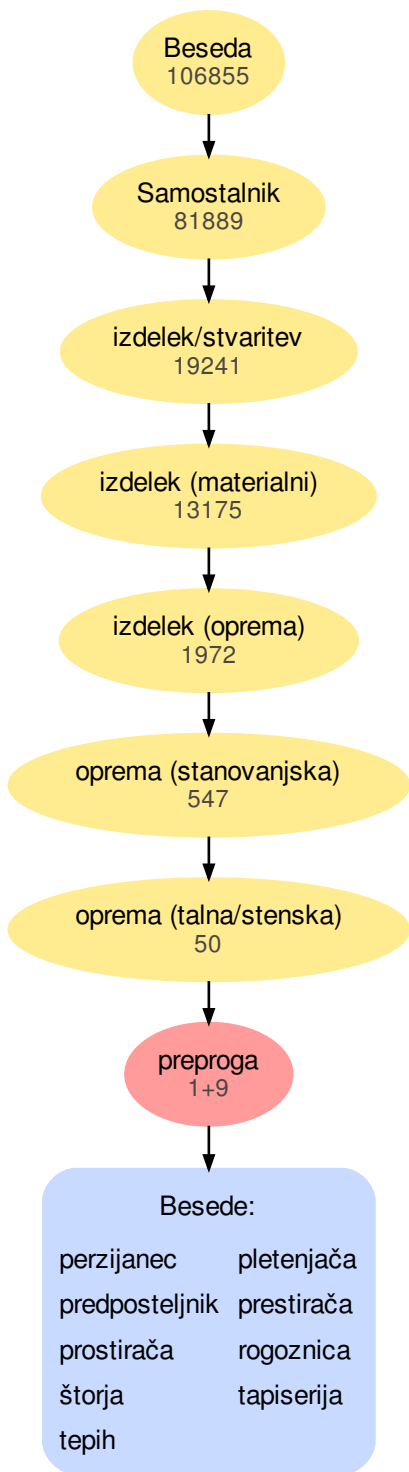 Beseda
106855
Samostalnik
81889
izdelek/stvaritev
19241
izdelek (materialni)
13175
izdelek (oprema)
1972
oprema (stanovanjska)
547
oprema (talna/stenska)
50
preproga
1+9
Besede:
perzijanec pletenjača
predposteljnik prestirača
prostirača rogoznica
štorja tapiserija
tepih